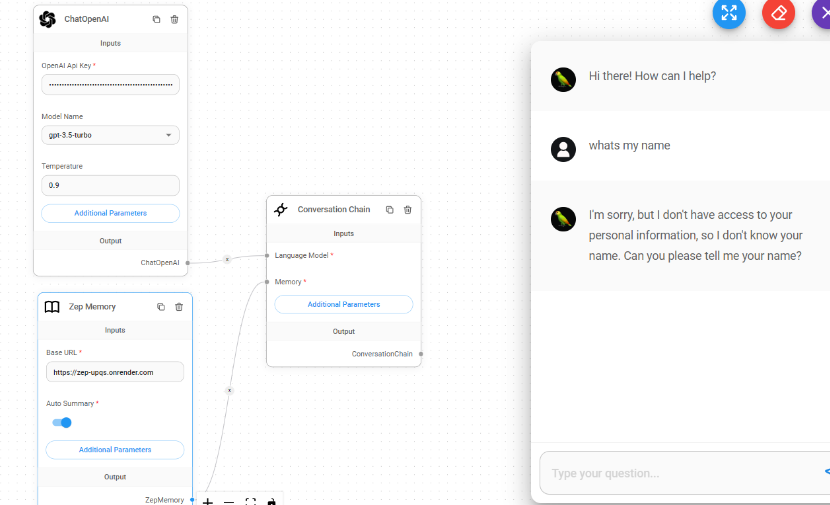 ChatOpenAI
Inputs
OpenAI Api Key *
••••••••••••••••••••••••••••••••••••••••••••••••
Model Name
gpt-3.5-turbo
Temperature
0.9
Additional Parameters
Output
ChatOpenAI
Zep Memory
Inputs
Base URL *
https://zep-upqs.onrender.com
Auto Summary *
Additional Parameters
Output
ZepMemory
Conversation Chain
Inputs
Language Model *
Memory *
Additional Parameters
Output
ConversationChain
Hi there! How can I help?
whats my name
I'm sorry, but I don't have access to your
personal information, so I don't know your
name. Can you please tell me your name?
Type your question...